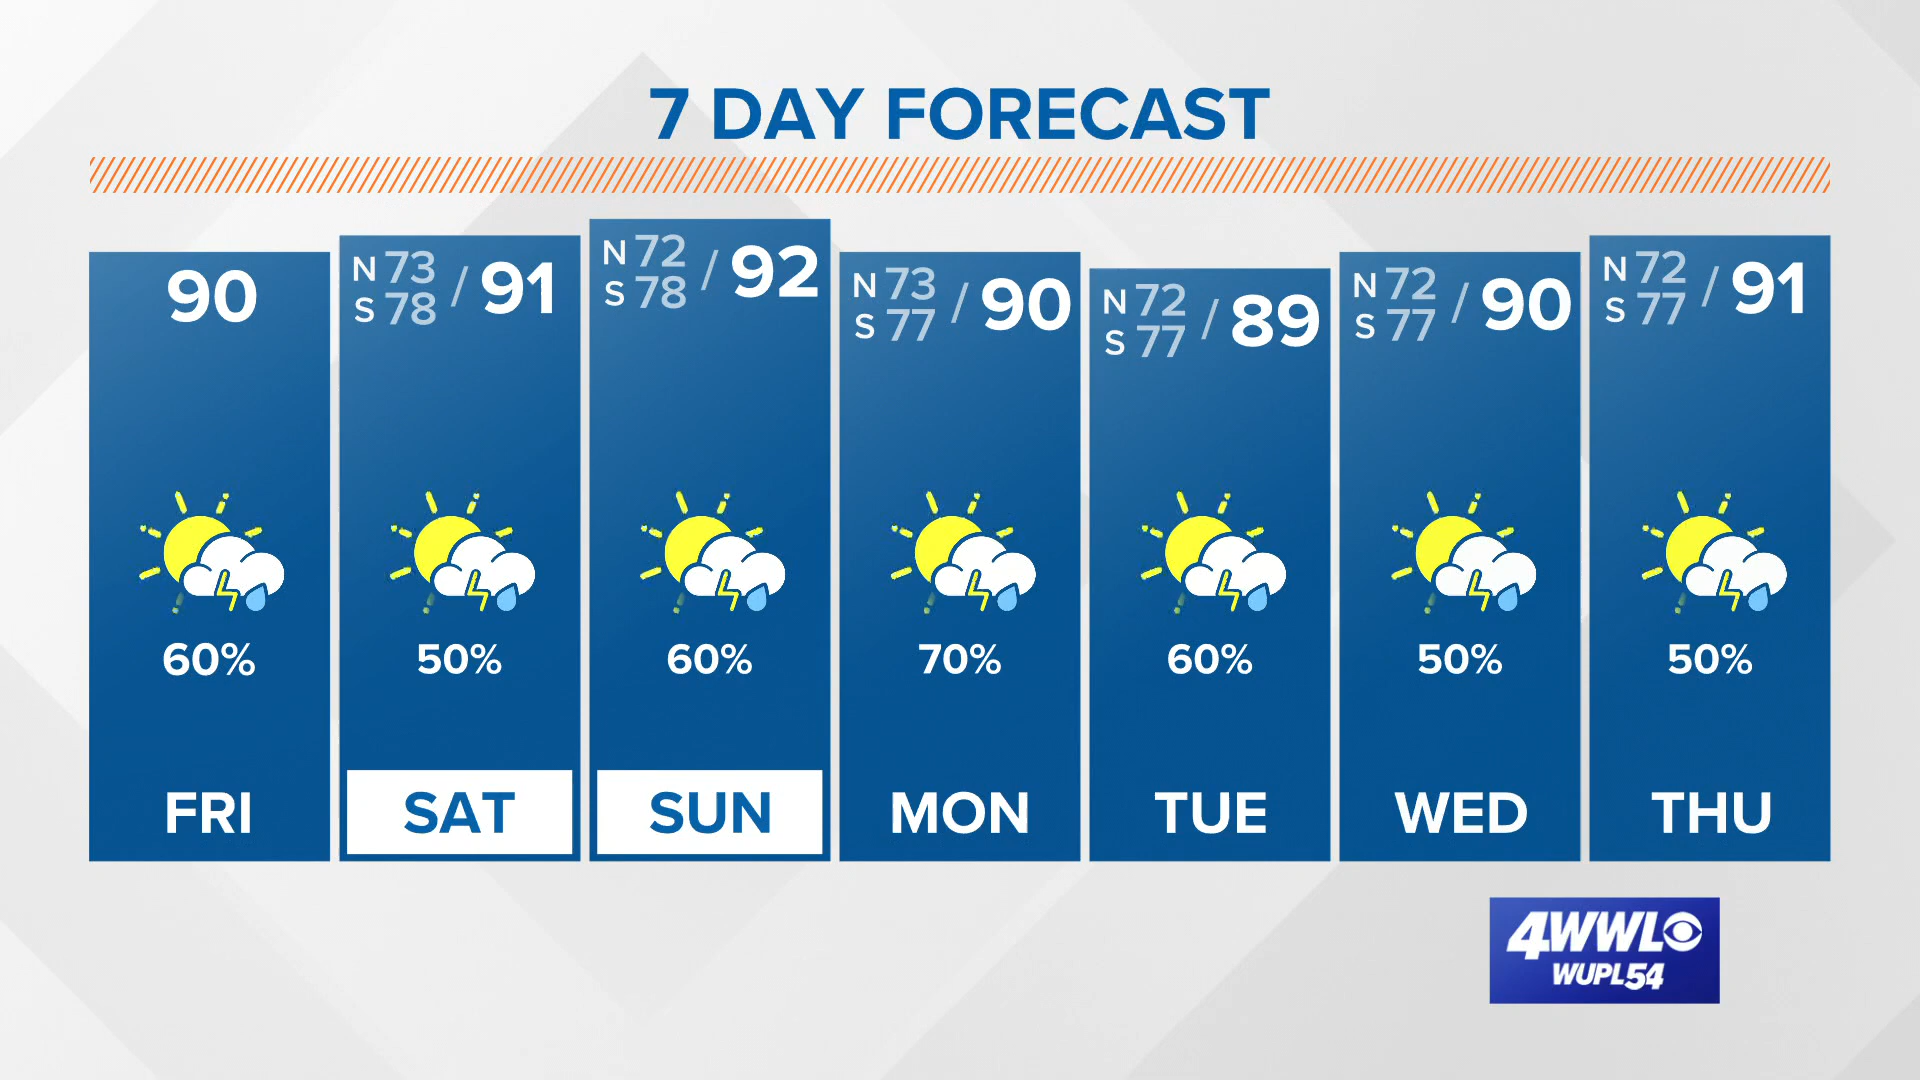 7 DAY FORECAST
90
N 73
S 78
/ 91
N 72
S 78
/ 92
N 73
S 77
/ 90
N 72
S 77
/ 89
N 72
S 77
/ 90
N 72
S 77
/ 91
60%
50%
60%
70%
60%
50%
50%
FRI
SAT
SUN
MON
TUE
WED
THU
4WWL
WUPL54